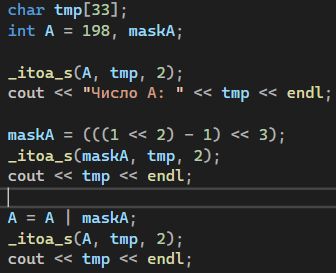 char tmp[33];
int A = 198, maskA;
_itoa_s(A, tmp, 2);
cout << "Число A: " << tmp << endl;
maskA = (((1 << 2) - 1) << 3);
_itoa_s(maskA, tmp, 2);
cout << tmp << endl;
A = A | maskA;
_itoa_s(A, tmp, 2);
cout << tmp << endl;